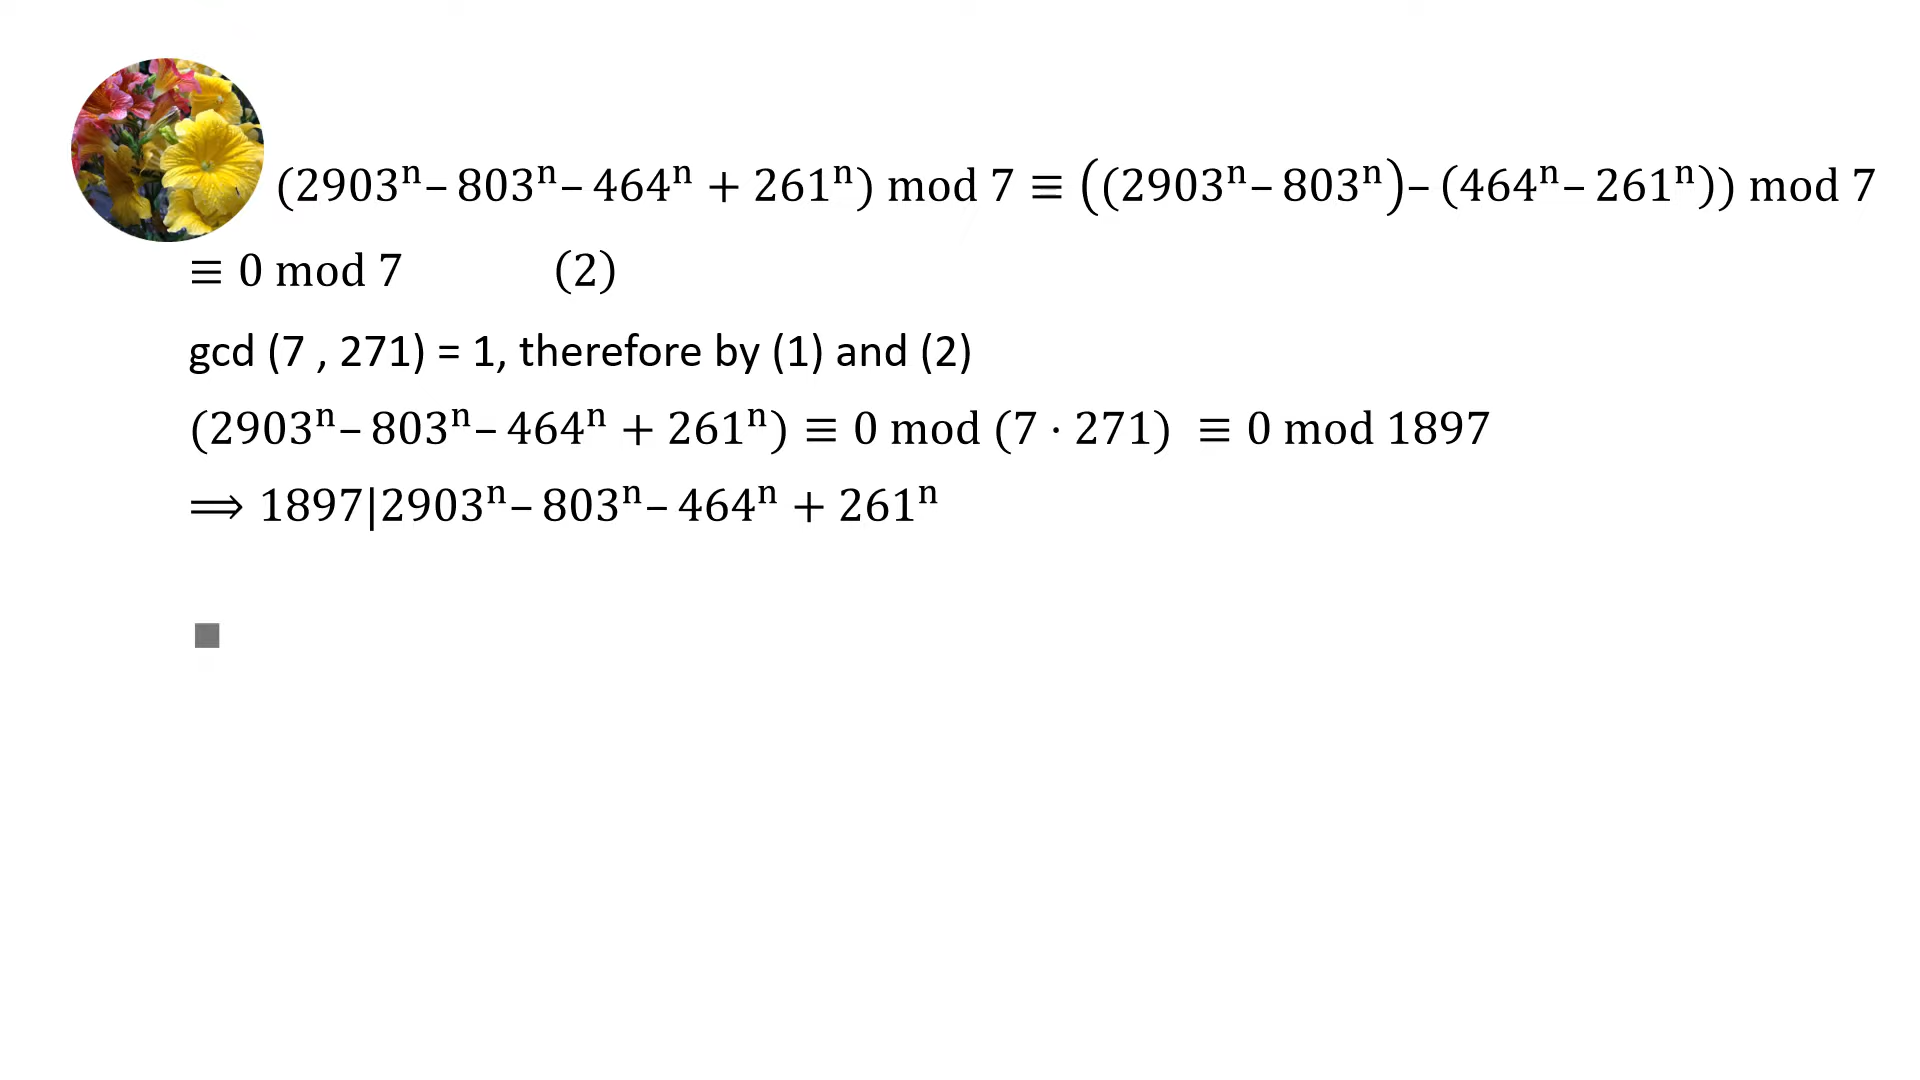 (2903ⁿ– 803ⁿ– 464ⁿ + 261ⁿ) mod 7 ≡ ((2903ⁿ– 803ⁿ)– (464ⁿ– 261ⁿ)) mod 7
≡ 0 mod 7 (2)
gcd (7 , 271) = 1, therefore by (1) and (2)
(2903ⁿ– 803ⁿ– 464ⁿ + 261ⁿ) ≡ 0 mod (7 · 271) ≡ 0 mod 1897
⟹ 1897|2903ⁿ– 803ⁿ– 464ⁿ + 261ⁿ
■